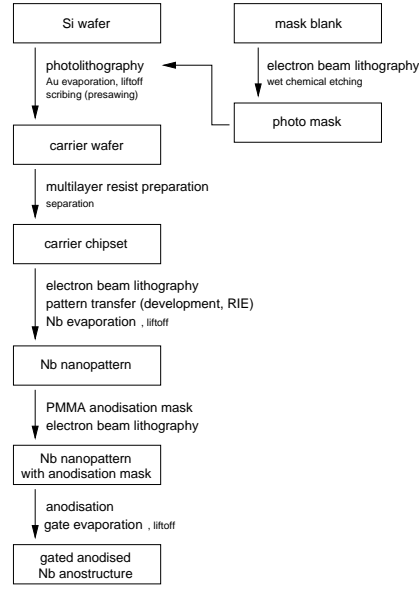 Si wafer
mask blank
photolithography
Au evaporation, liftoff
scribing (presawing)
electron beam lithography
wet chemical etching
photo mask
carrier wafer
multilayer resist preparation
separation
carrier chipset
electron beam lithography
pattern transfer (development, RIE)
Nb evaporation , liftoff
Nb nanopattern
PMMA anodisation mask
electron beam lithography
Nb nanopattern
with anodisation mask
anodisation
gate evaporation , liftoff
gated anodised
Nb anostructure